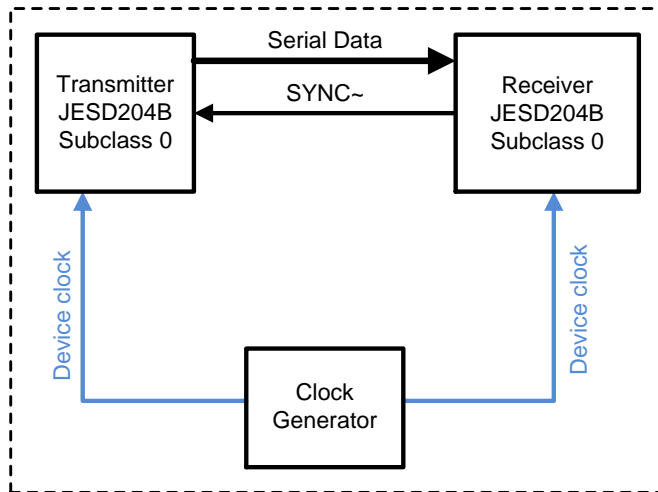 Serial Data
Transmitter
JESD204B
Subclass 0
SYNC~
Receiver
JESD204B
Subclass 0
Device clock
Device clock
Clock
Generator